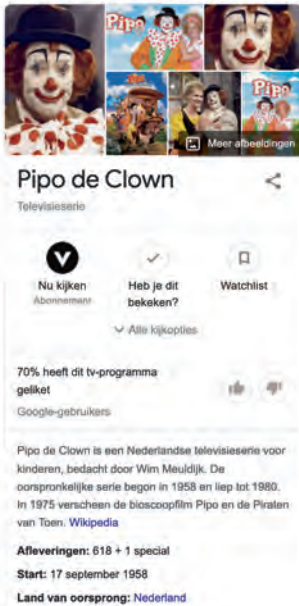 Pipo
Pipo
Meer afbeeldingen
Pipo de Clown
Televisieserie
Nu kijken
Abonnement
Heb je dit
bekeken?
Watchlist
Alle kijkopties
70% heeft dit tv-programma
geliket
Google-gebruikers
Pipo de Clown is een Nederlandse televisieserie voor
kinderen, bedacht door Wim Meuldijk. De
oorspronkelijke serie begon in 1958 en liep tot 1980.
In 1975 verscheen de bioscoopfilm Pipo en de Piraten
van Toen. Wikipedia
Afleveringen: 618 + 1 special
Start: 17 september 1958
Land van oorsprong: Nederland